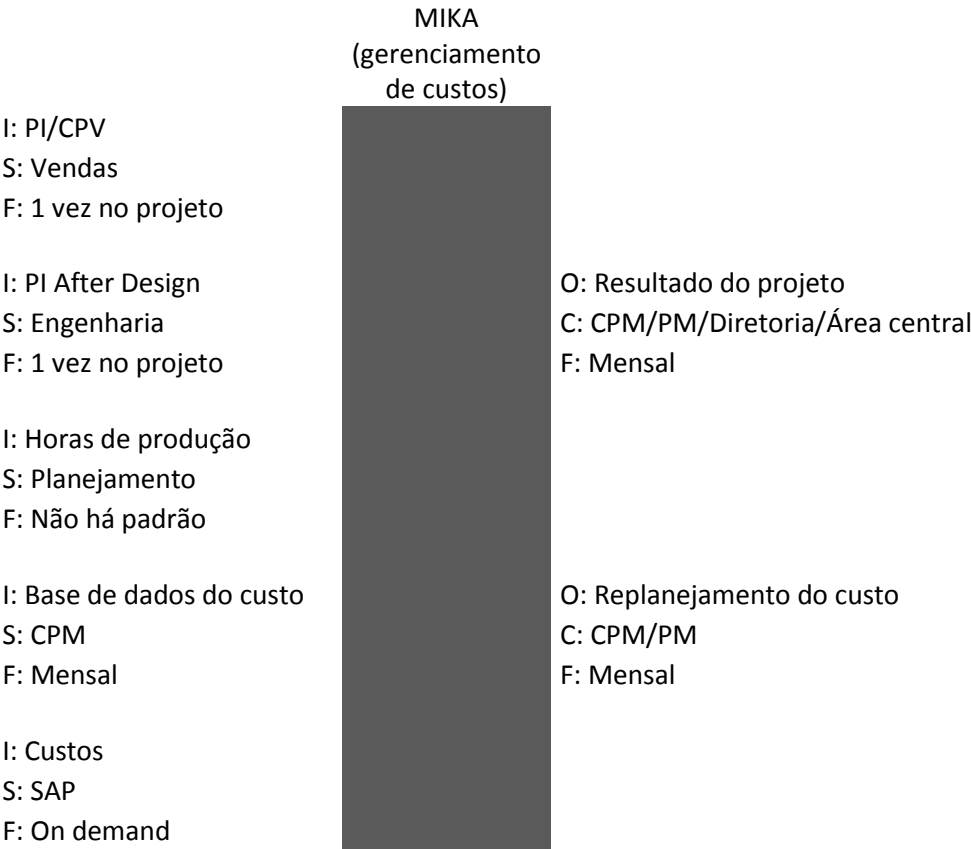 MIKA
(gerenciamento
de custos)
I: PI/CPV
S: Vendas
F: 1 vez no projeto
I: PI After Design
S: Engenharia
F: 1 vez no projeto
I: Horas de produção
S: Planejamento
F: Não há padrão
I: Base de dados do custo
S: CPM
F: Mensal
I: Custos
S: SAP
F: On demand
O: Resultado do projeto
C: CPM/PM/Diretoria/Área central
F: Mensal
O: Replanejamento do custo
C: CPM/PM
F: Mensal